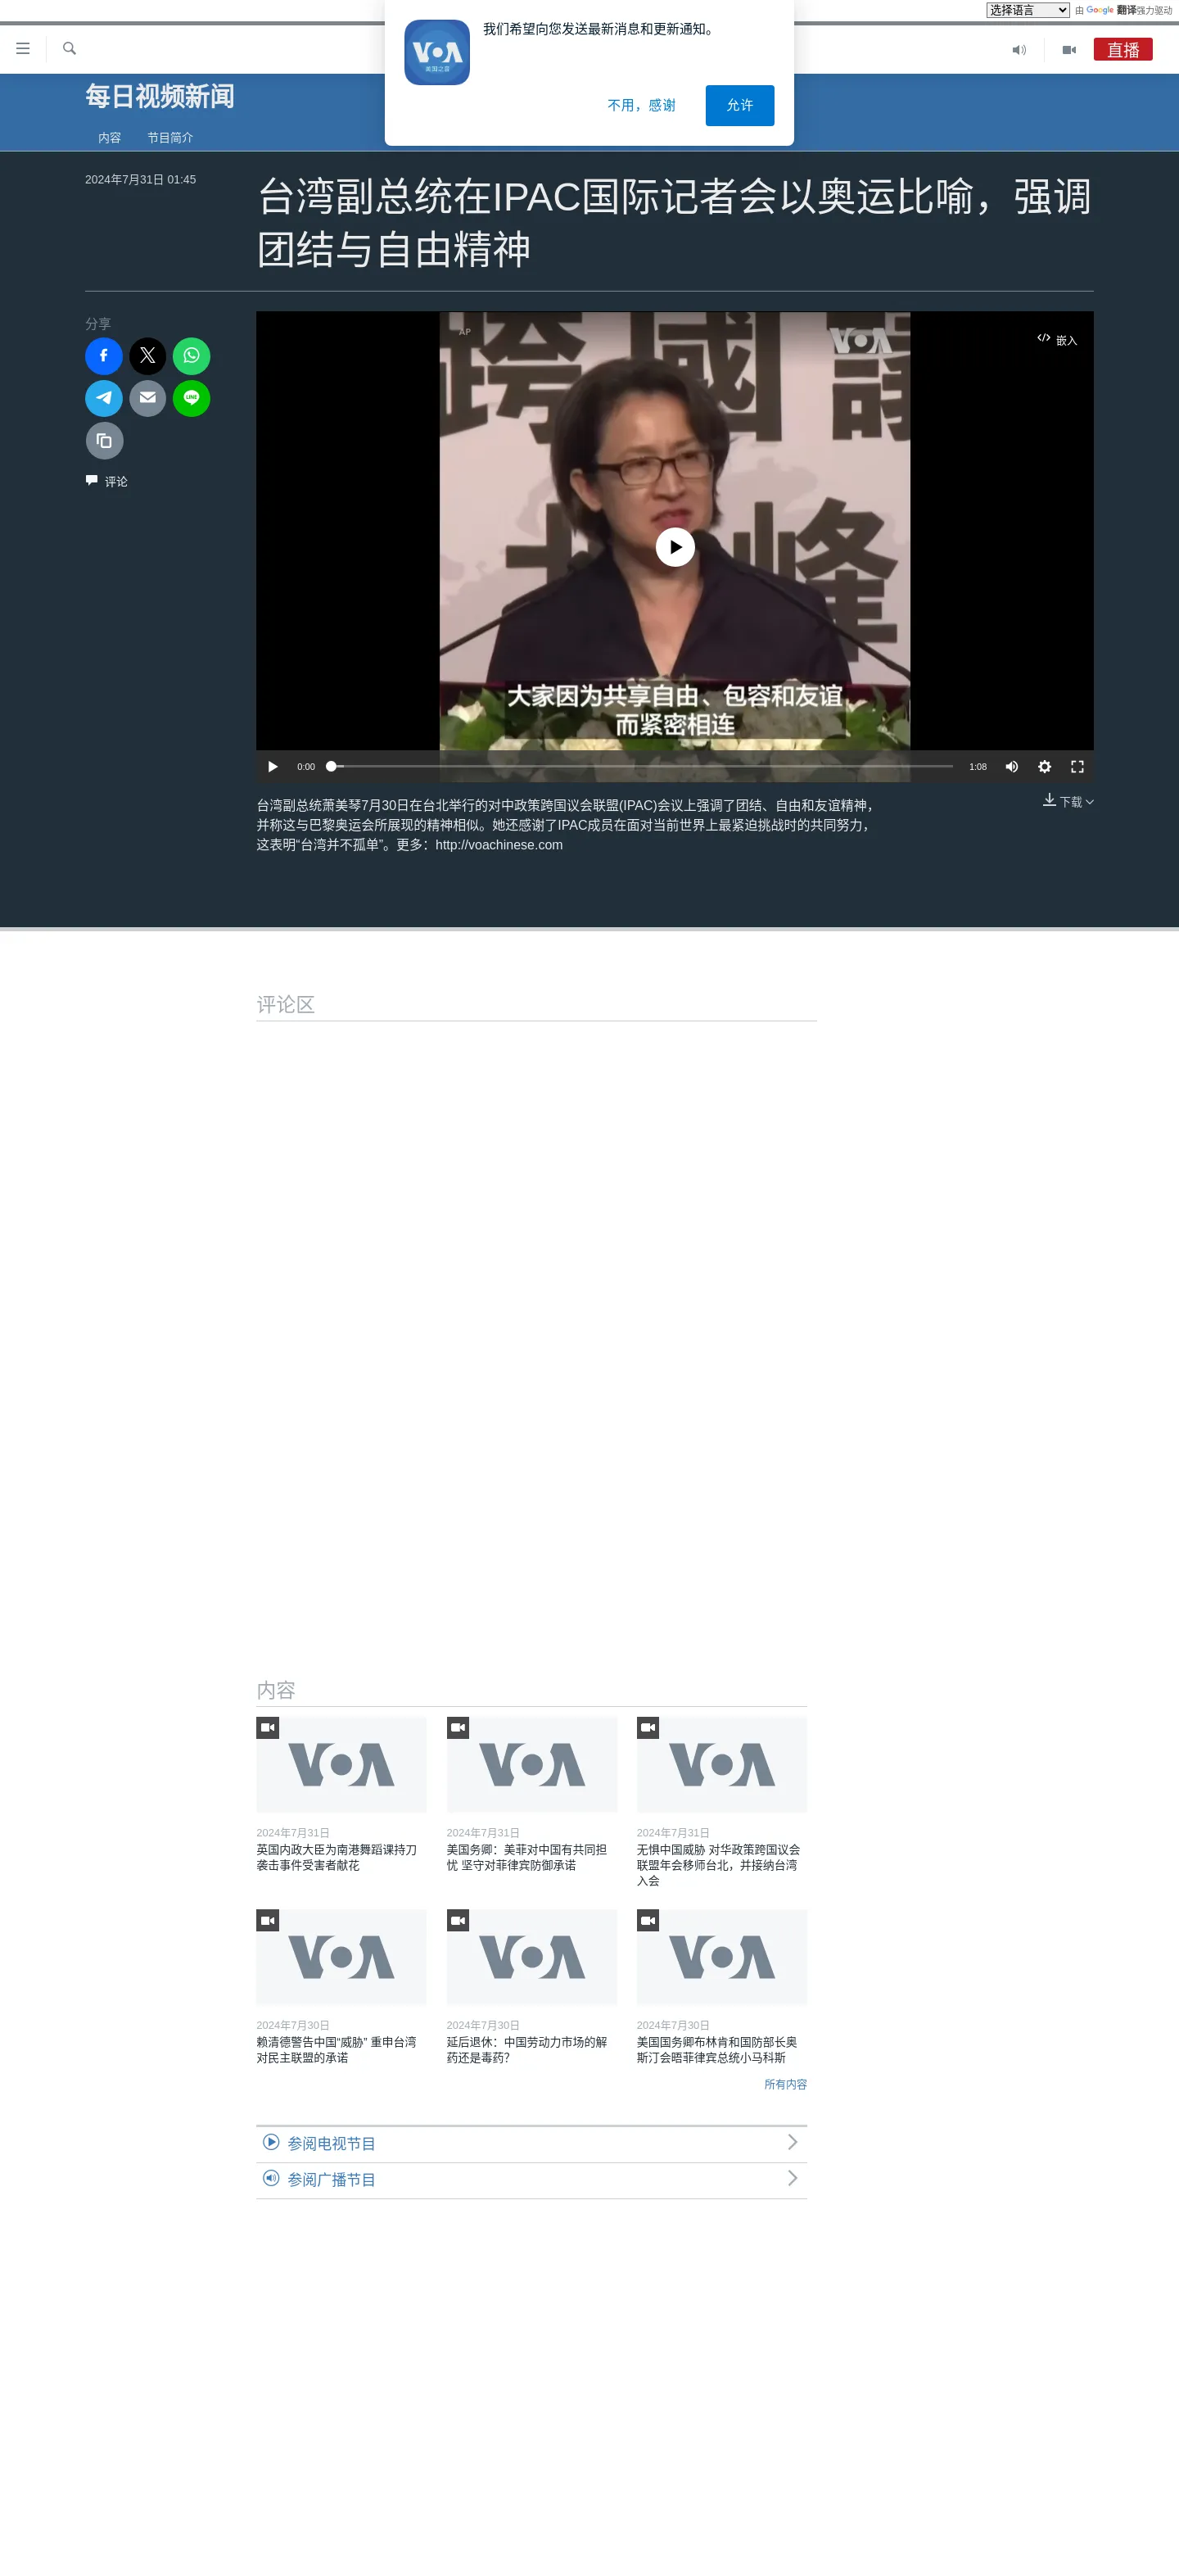 选择语言
由 Google 翻译强力驱动
我们希望向您发送最新消息和更新通知。
VOA
美国之音
不用，感谢
允许
直播
每日视频新闻
内容
节目简介
2024年7月31日 01:45
台湾副总统在IPAC国际记者会以奥运比喻，强调
团结与自由精神
分享
LINE
评论
AP
VOA
嵌入
大家因为共享自由、包容和友谊
而紧密相连
0:00
1:08
台湾副总统萧美琴7月30日在台北举行的对中政策跨国议会联盟(IPAC)会议上强调了团结、自由和友谊精神，
并称这与巴黎奥运会所展现的精神相似。她还感谢了IPAC成员在面对当前世界上最紧迫挑战时的共同努力，
这表明“台湾并不孤单”。更多：http://voachinese.com
下载
评论区
内容
VOA
VOA
VOA
2024年7月31日
英国内政大臣为南港舞蹈课持刀
袭击事件受害者献花
2024年7月31日
美国务卿：美菲对中国有共同担
忧 坚守对菲律宾防御承诺
2024年7月31日
无惧中国威胁 对华政策跨国议会
联盟年会移师台北，并接纳台湾
入会
VOA
VOA
VOA
2024年7月30日
赖清德警告中国“威胁” 重申台湾
对民主联盟的承诺
2024年7月30日
延后退休：中国劳动力市场的解
药还是毒药？
2024年7月30日
美国国务卿布林肯和国防部长奥
斯汀会晤菲律宾总统小马科斯
所有内容
参阅电视节目
参阅广播节目